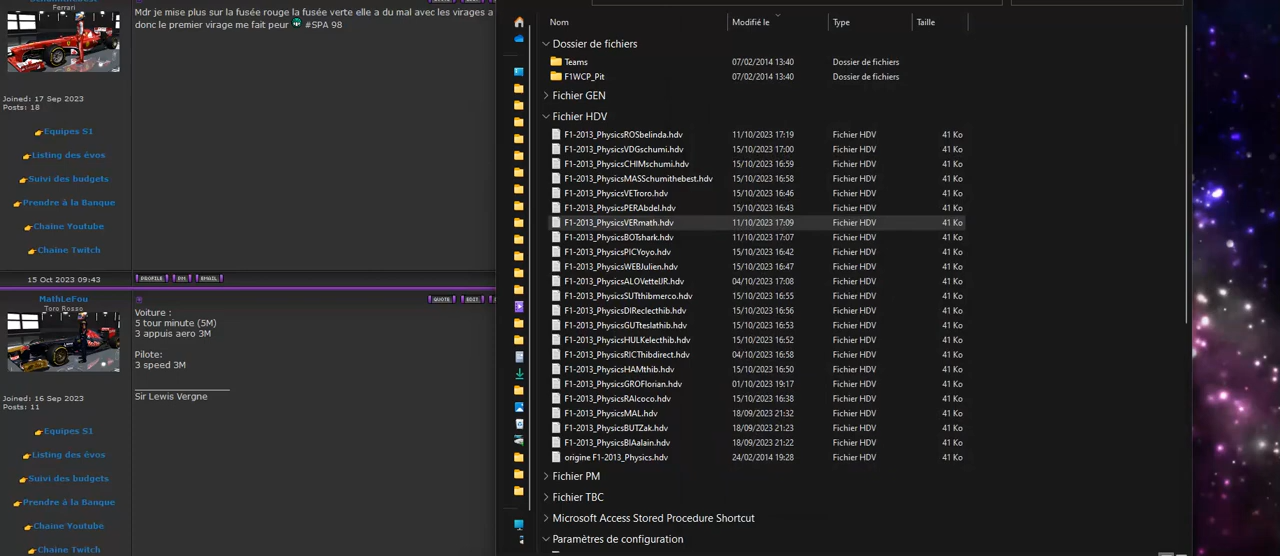 Ferrari
Mdr je mise plus sur la fusée rouge la fusée verte elle a du mal avec les virages a
donc le premier virage me fait peur #SPA 98
Joined: 17 Sep 2023
Posts: 18
👉Equipes S1
👉Listing des évos
👉Suivi des budgets
👉Prendre à la Banque
👉Chaine Youtube
👉Chaine Twitch
15 Oct 2023 09:43
PROFILE PM EMAIL
MathLeFou
Toro Rosso
QUOTE EDIT
Voiture :
5 tour minute (5M)
3 appuis aero 3M
Pilote:
3 speed 3M
Sir Lewis Vergne
Joined: 16 Sep 2023
Posts: 11
👉Equipes S1
👉Listing des évos
👉Suivi des budgets
👉Prendre à la Banque
👉Chaine Youtube
👉Chaine Twitch
Nom Modifié le Type Taille
Dossier de fichiers
Teams 07/02/2014 13:40 Dossier de fichiers
F1WCP_Pit 07/02/2014 13:40 Dossier de fichiers
Fichier GEN
Fichier HDV
F1-2013_PhysicsROSbelinda.hdv 11/10/2023 17:19 Fichier HDV 41 Ko
F1-2013_PhysicsVDGschumi.hdv 15/10/2023 17:00 Fichier HDV 41 Ko
F1-2013_PhysicsCHIMschumi.hdv 15/10/2023 16:59 Fichier HDV 41 Ko
F1-2013_PhysicsMASSchumithebest.hdv 15/10/2023 16:58 Fichier HDV 41 Ko
F1-2013_PhysicsVETroro.hdv 15/10/2023 16:46 Fichier HDV 41 Ko
F1-2013_PhysicsPERAbdel.hdv 15/10/2023 16:43 Fichier HDV 41 Ko
F1-2013_PhysicsVERmath.hdv 11/10/2023 17:09 Fichier HDV 41 Ko
F1-2013_PhysicsBOTshark.hdv 11/10/2023 17:07 Fichier HDV 41 Ko
F1-2013_PhysicsPICYoyo.hdv 15/10/2023 16:42 Fichier HDV 41 Ko
F1-2013_PhysicsWEBJulien.hdv 15/10/2023 16:47 Fichier HDV 41 Ko
F1-2013_PhysicsALOVettelJR.hdv 04/10/2023 17:08 Fichier HDV 41 Ko
F1-2013_PhysicsSUTthibmerco.hdv 15/10/2023 16:55 Fichier HDV 41 Ko
F1-2013_PhysicsDIReclecthib.hdv 15/10/2023 16:56 Fichier HDV 41 Ko
F1-2013_PhysicsGUTteslathib.hdv 15/10/2023 16:53 Fichier HDV 41 Ko
F1-2013_PhysicsHULKelecthib.hdv 15/10/2023 16:52 Fichier HDV 41 Ko
F1-2013_PhysicsRICThibdirect.hdv 04/10/2023 16:58 Fichier HDV 41 Ko
F1-2013_PhysicsHAMthib.hdv 15/10/2023 16:50 Fichier HDV 41 Ko
F1-2013_PhysicsGROFlorian.hdv 01/10/2023 19:17 Fichier HDV 41 Ko
F1-2013_PhysicsRAIcoco.hdv 15/10/2023 16:38 Fichier HDV 41 Ko
F1-2013_PhysicsMAL.hdv 18/09/2023 21:32 Fichier HDV 41 Ko
F1-2013_PhysicsBUTZak.hdv 18/09/2023 21:23 Fichier HDV 41 Ko
F1-2013_PhysicsBIAalain.hdv 18/09/2023 21:22 Fichier HDV 41 Ko
origine F1-2013_Physics.hdv 24/02/2014 19:28 Fichier HDV 41 Ko
Fichier PM
Fichier TBC
Microsoft Access Stored Procedure Shortcut
Paramètres de configuration